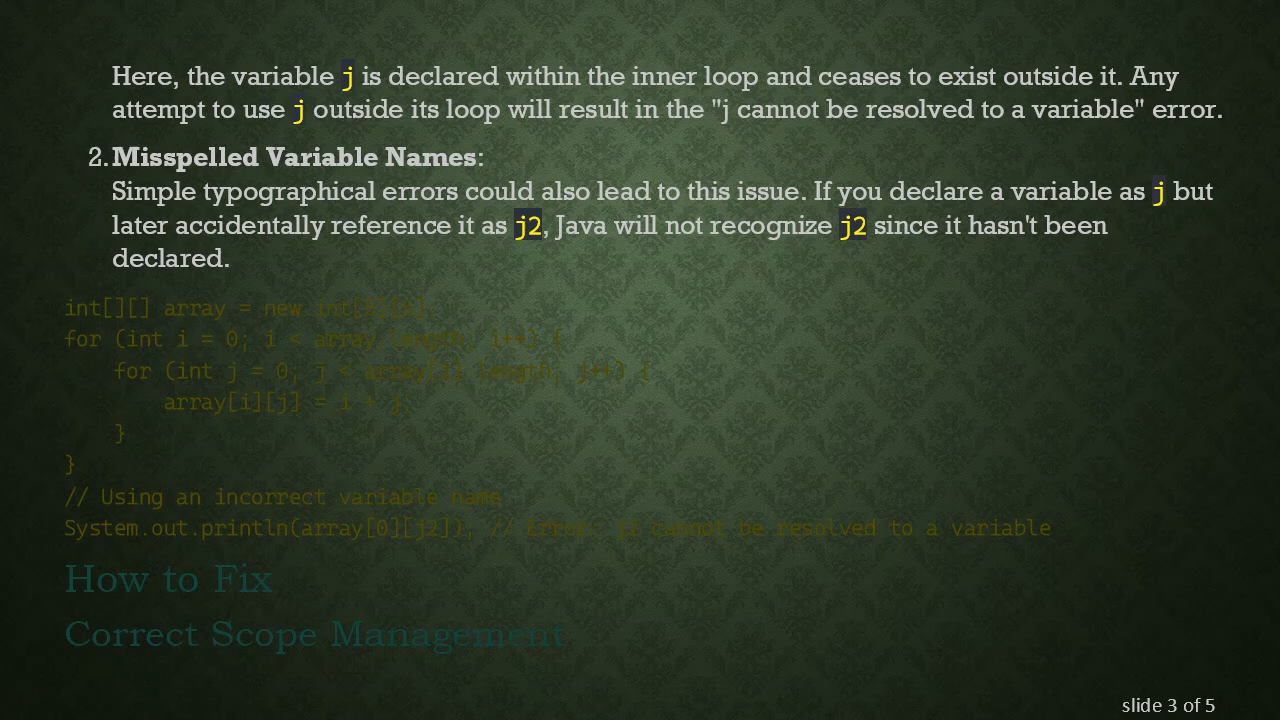 Here, the variable j is declared within the inner loop and ceases to exist outside it. Any
attempt to use j outside its loop will result in the "j cannot be resolved to a variable" error.
2. Misspelled Variable Names:
Simple typographical errors could also lead to this issue. If you declare a variable as j but
later accidentally reference it as j2, Java will not recognize j2 since it hasn't been
declared.
int[][] array = new
for (int i = 0; i < array.length; i++) {
for (int j = 0; j < array[i].length; j++) {
array[i][j] = i + j;
}
}
// Using an incorrect variable name
System.out.println(array[0][j2]); // Error: j2 cannot be resolved to a variable
How to Fix
Correct Scope Management
slide 3 of 5